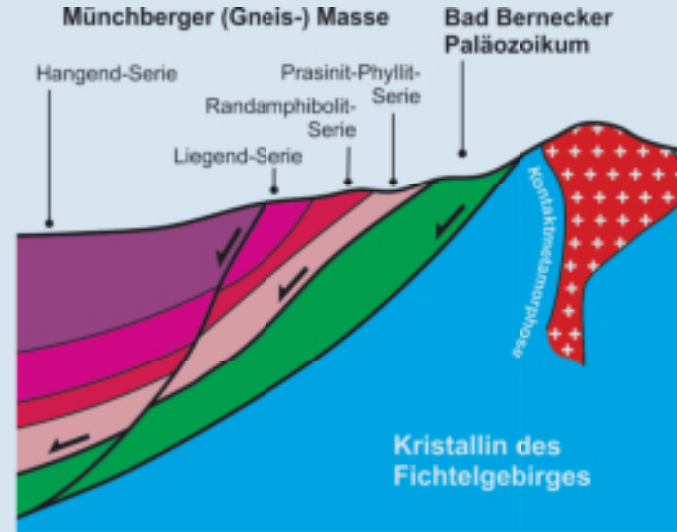 Münchberger (Gneis-) Masse
Bad Bernecker
Paläozoikum
Hangend-Serie
Prasinit-Phyllit-
Serie
Randamphibolit-
Serie
Liegend-Serie
Kontaktmetamorphose
Kristallin des
Fichtelgebirges